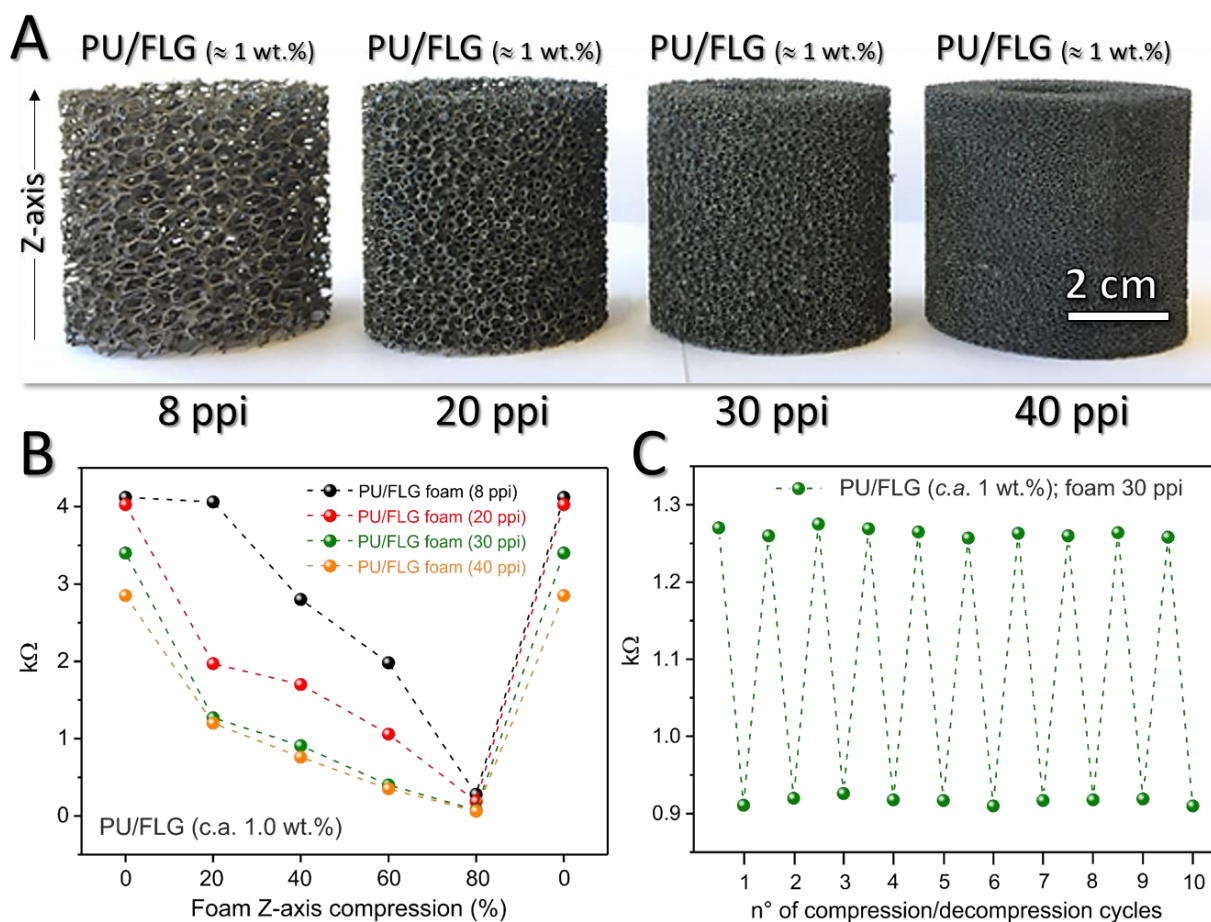 A
PU/FLG (≈ 1 wt.%) PU/FLG (≈ 1 wt.%) PU/FLG (≈ 1 wt.%) PU/FLG (≈ 1 wt.%)
Z-axis
2 cm
8 ppi 20 ppi 30 ppi 40 ppi
B
PU/FLG foam (8 ppi)
PU/FLG foam (20 ppi)
PU/FLG foam (30 ppi)
PU/FLG foam (40 ppi)
4
3
2
1
0
kΩ
PU/FLG (c.a. 1.0 wt.%)
0 20 40 60 80 0
Foam Z-axis compression (%)
C
PU/FLG (c.a. 1 wt.%); foam 30 ppi
1.3
1.2
1.1
1.0
0.9
kΩ
1 2 3 4 5 6 7 8 9 10
n° of compression/decompression cycles